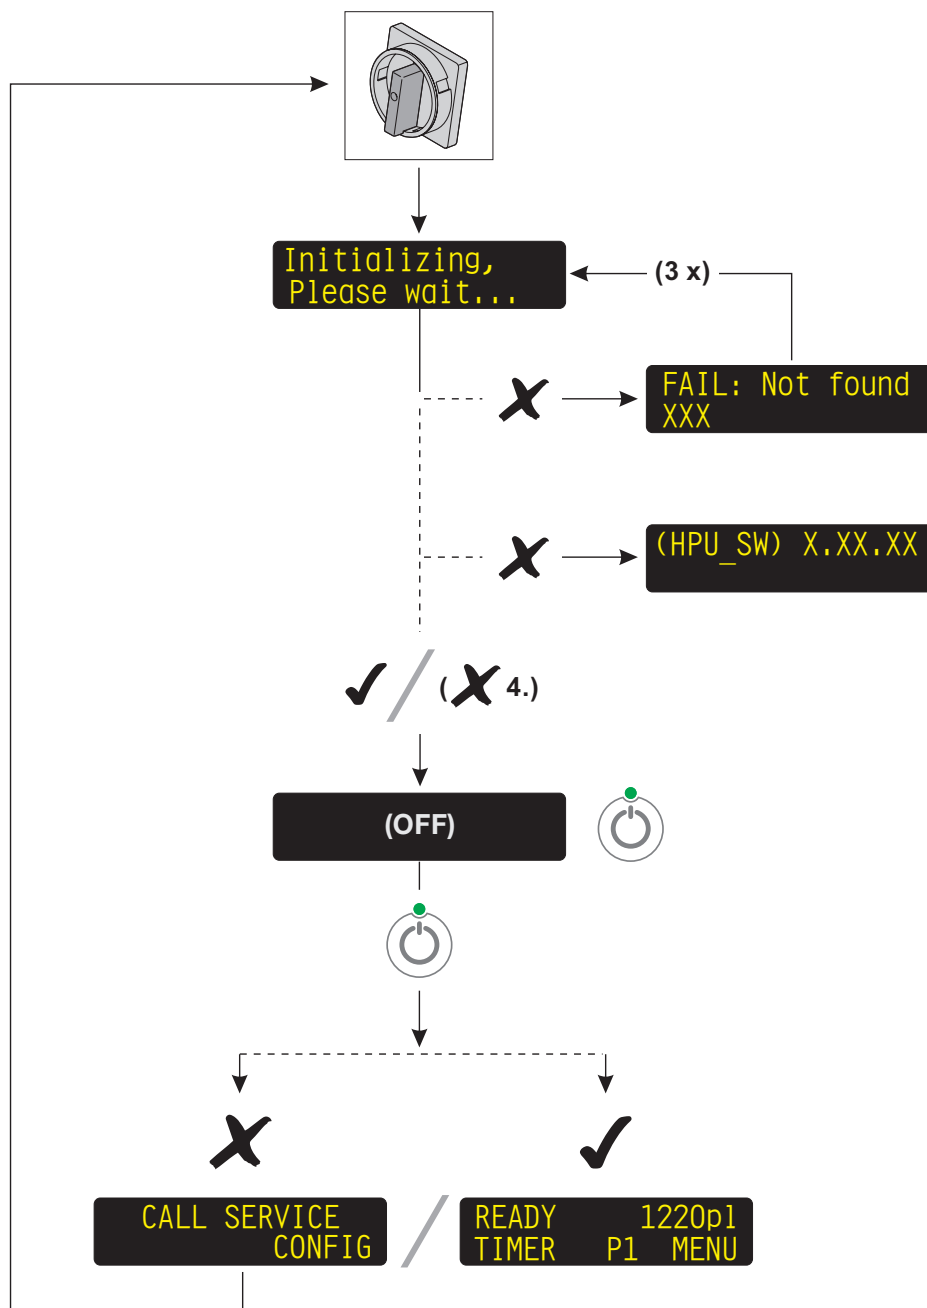 Initializing,
Please wait...
(3 x)
FAIL: Not found
XXX
(HPU_SW) X.XX.XX
( 4.)
(OFF)
CALL SERVICE
CONFIG
READY 1220pl
TIMER P1 MENU